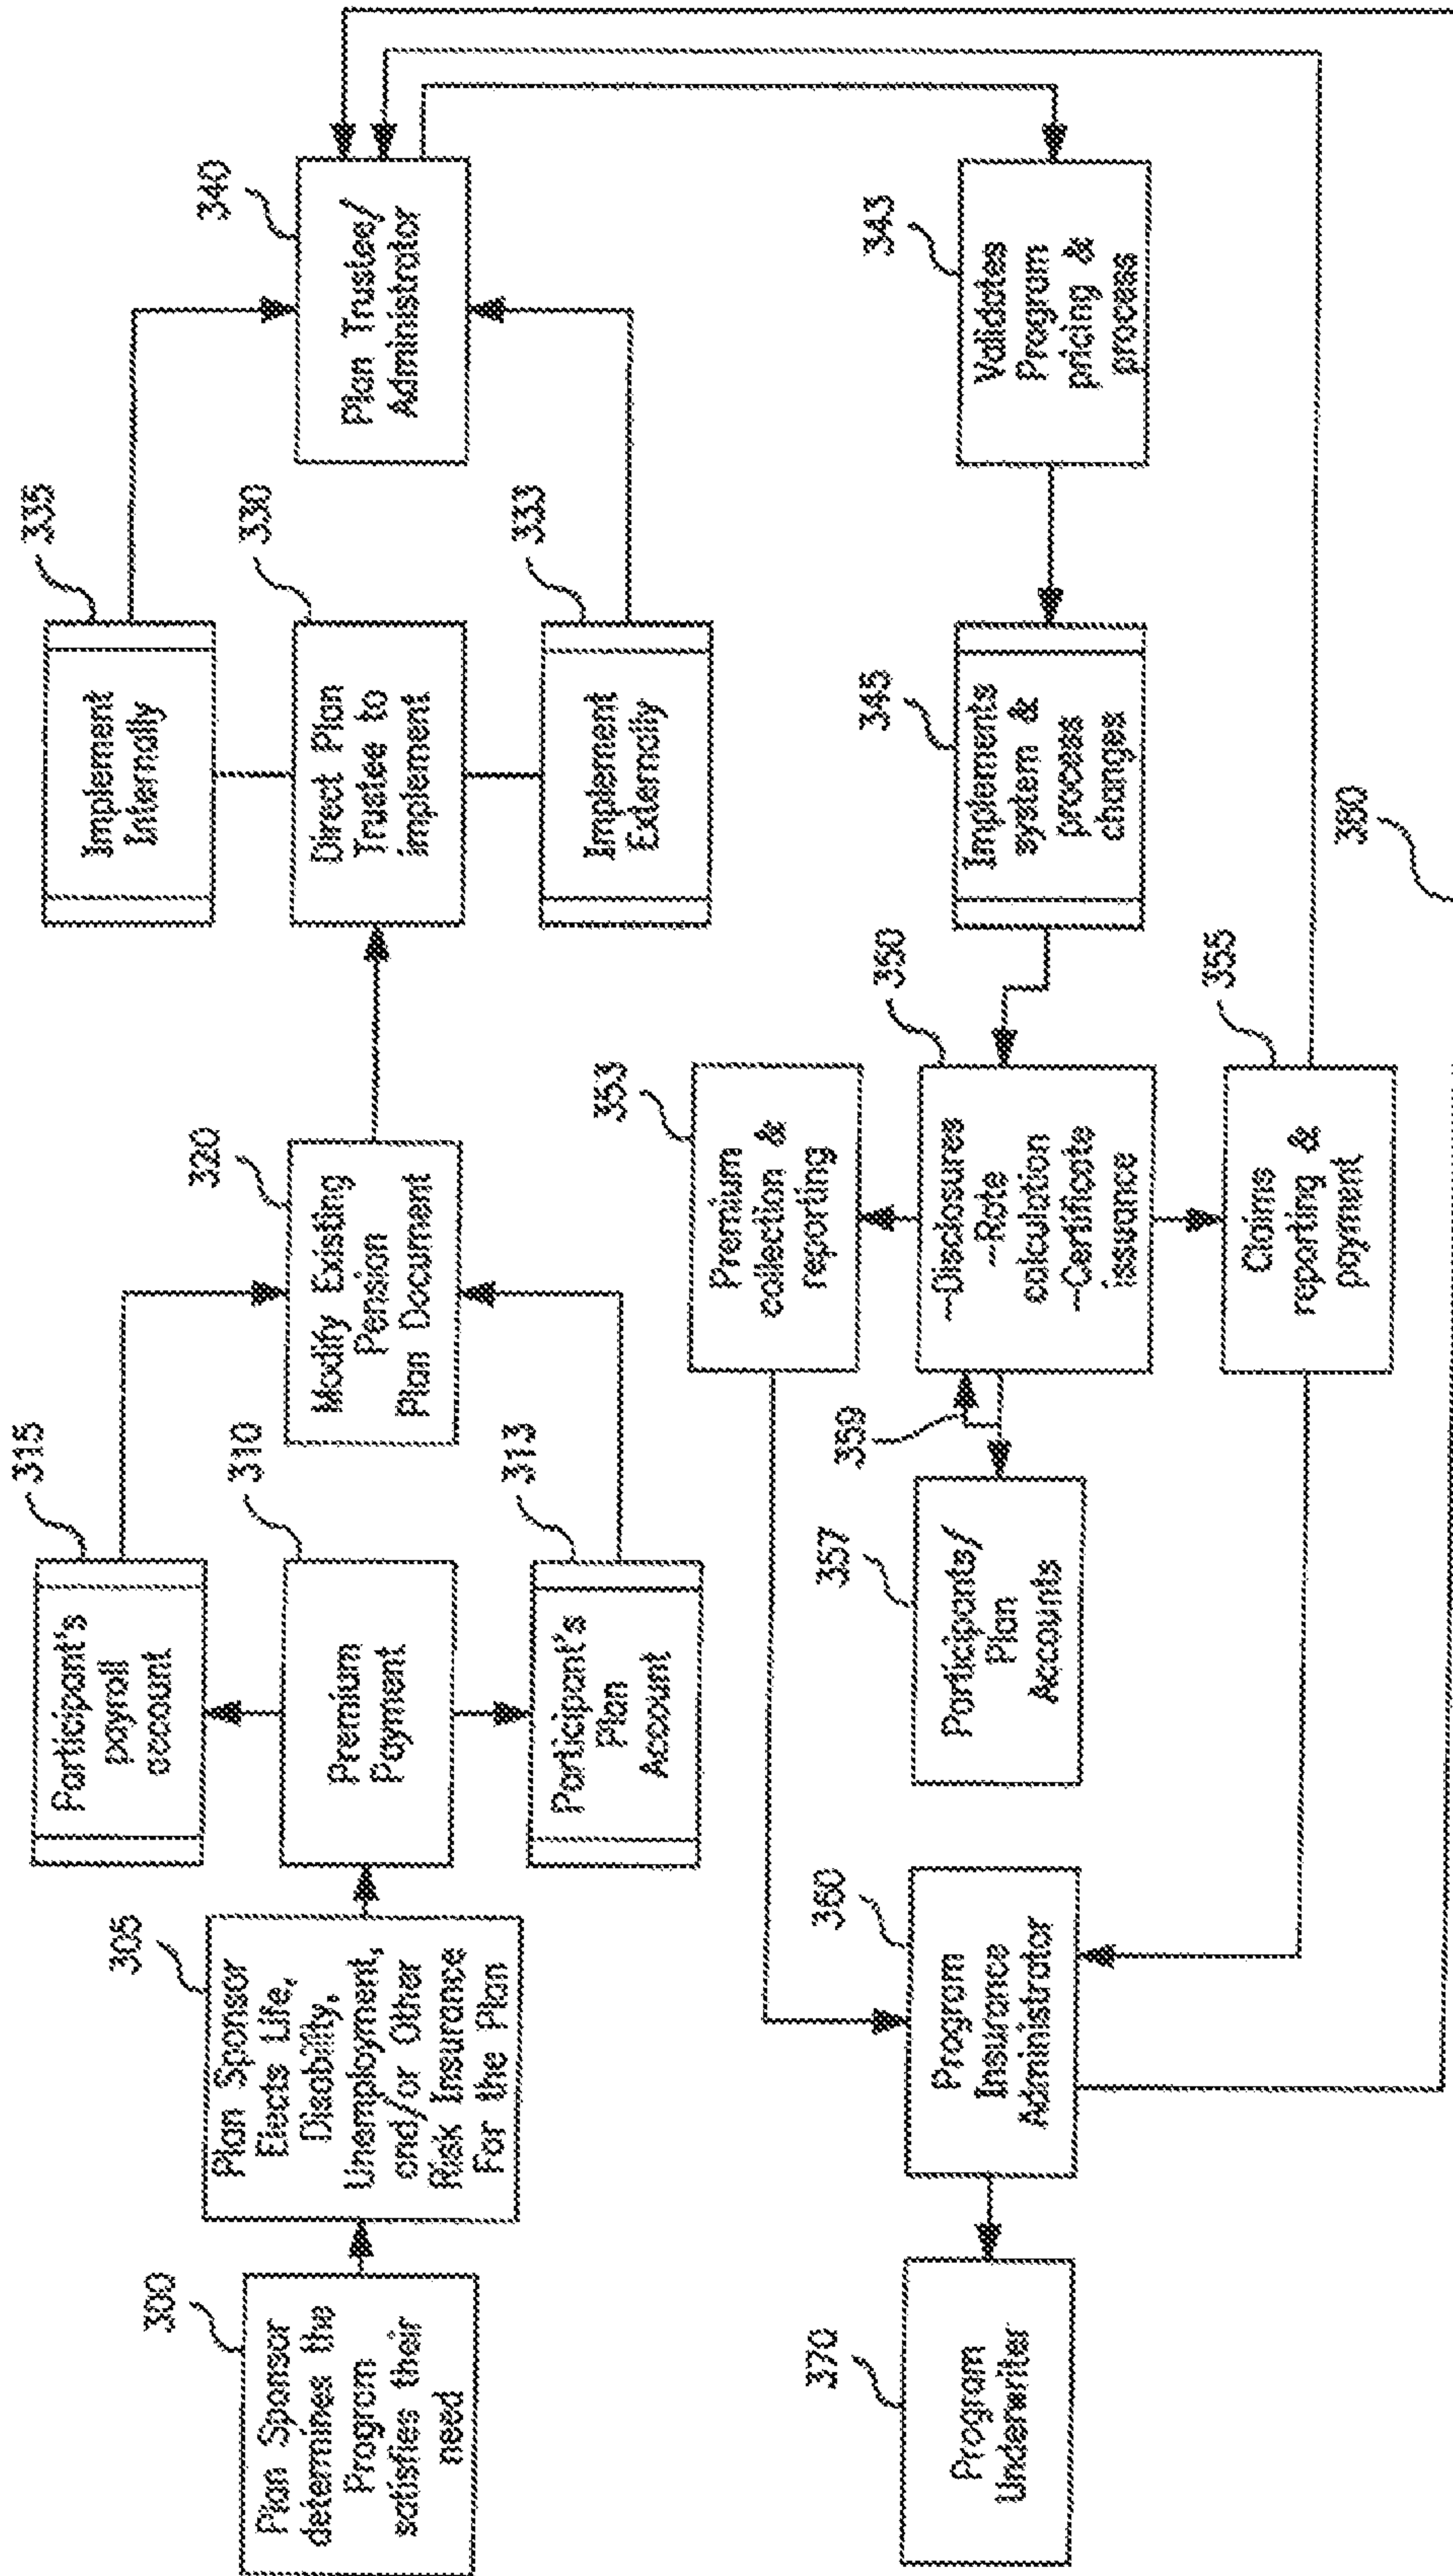 300
Plan Sponsor
determines the
Program
satisfies their
need
305
Plan Sponsor
Elects Life,
Disability,
Unemployment,
and/or Other
Risk Insurance
For the Plan
315
Participant's
payroll
account
310
Premium
Payment
313
Participant's
Plan
Account
320
Modify Existing
Pension
Plan Document
335
Implement
Internally
330
Direct Plan
Trustee to
implement
333
Implement
Externally
340
Plan Trustee/
Administrator
343
Validates
Program
pricing &
process
345
Implements
system &
process
changes
353
Premium
collection &
reporting
350
--Disclosures
--Rate
calculation
--Certificate
issuance
355
Claims
reporting &
payment
359
357
Participants/
Plan
Accounts
360
Program
Insurance
Administrator
370
Program
Underwriter
380